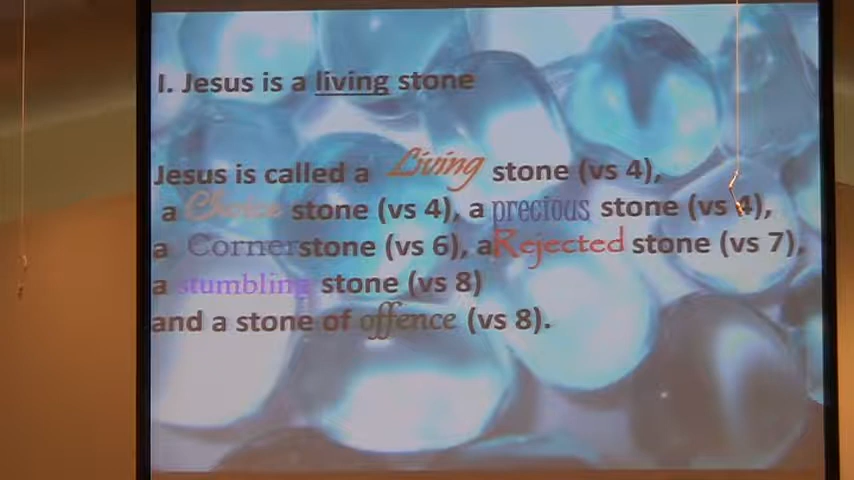 I. Jesus is a living stone
Jesus is called a Living stone (vs 4),
a Choice stone (vs 4), a precious stone (vs 4),
a Cornerstone (vs 6), a Rejected stone (vs 7),
a stumbling stone (vs 8)
and a stone of offence (vs 8).